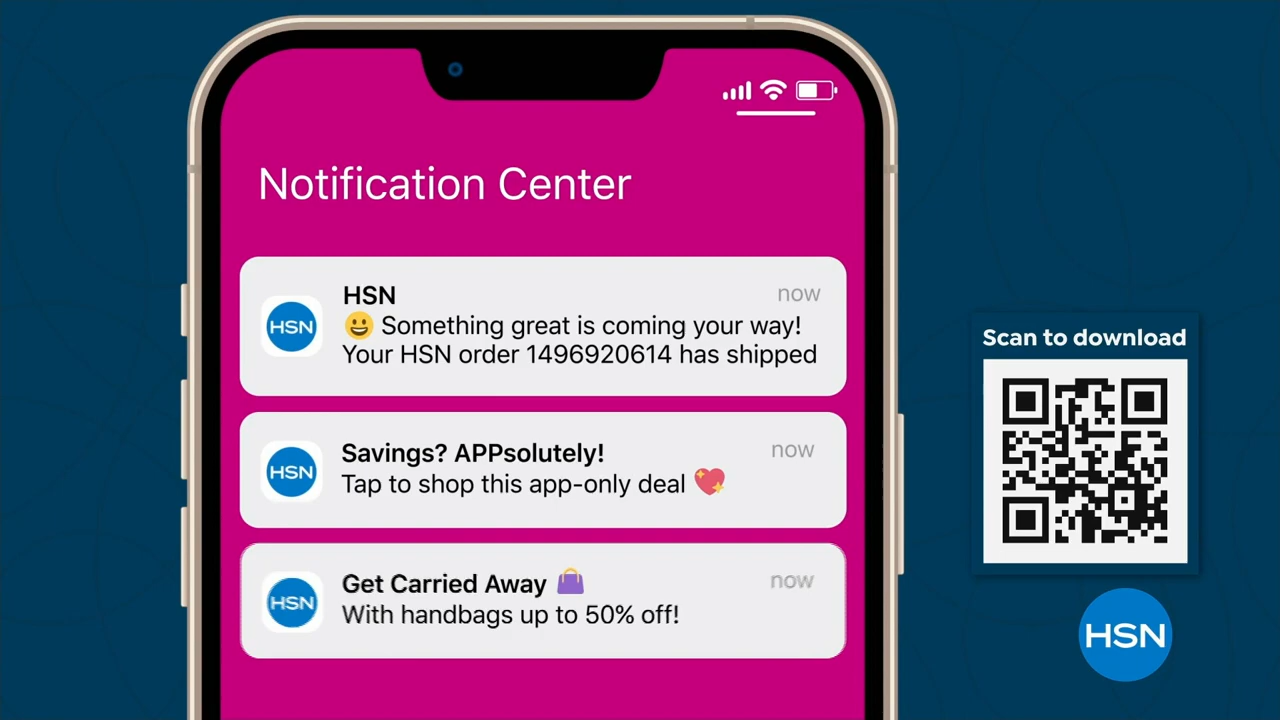 Notification Center
HSN
HSN
now
😀 Something great is coming your way!
Your HSN order 1496920614 has shipped
HSN
Savings? APPsolutely!
now
Tap to shop this app-only deal 💖
HSN
Get Carried Away 👜
now
With handbags up to 50% off!
Scan to download
HSN